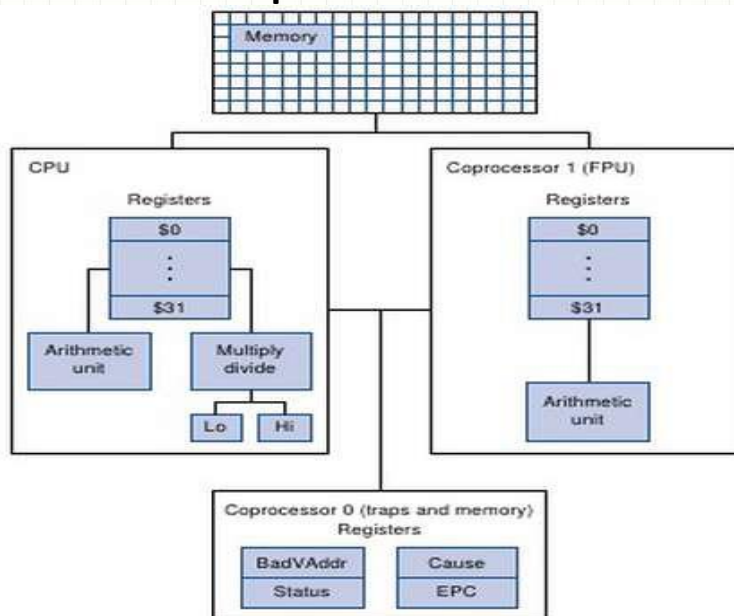 Memory
CPU
Registers
$0
$31
Arithmetic
unit
Multiply
divide
Lo
Hi
Coprocessor 1 (FPU)
Registers
$0
$31
Arithmetic
unit
Coprocessor 0 (traps and memory)
Registers
BadVAddr
Cause
Status
EPC